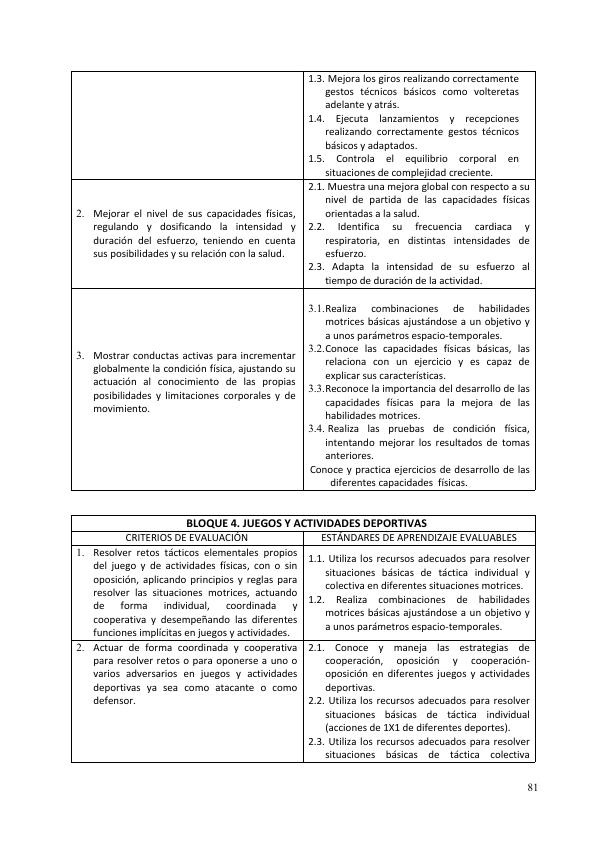 1.3. Mejora los giros realizando correctamente
gestos técnicos básicos como volteretas
adelante y atrás.
1.4. Ejecuta lanzamientos y recepciones
realizando correctamente gestos técnicos
básicos y adaptados.
1.5. Controla el equilibrio corporal en
situaciones de complejidad creciente.
2. Mejorar el nivel de sus capacidades físicas,
regulando y dosificando la intensidad y
duración del esfuerzo, teniendo en cuenta
sus posibilidades y su relación con la salud.
2.1. Muestra una mejora global con respecto a su
nivel de partida de las capacidades físicas
orientadas a la salud.
2.2. Identifica su frecuencia cardiaca y
respiratoria, en distintas intensidades de
esfuerzo.
2.3. Adapta la intensidad de su esfuerzo al
tiempo de duración de la actividad.
3. Mostrar conductas activas para incrementar
globalmente la condición física, ajustando su
actuación al conocimiento de las propias
posibilidades y limitaciones corporales y de
movimiento.
3.1.Realiza combinaciones de habilidades
motrices básicas ajustándose a un objetivo y
a unos parámetros espacio-temporales.
3.2.Conoce las capacidades físicas básicas, las
relaciona con un ejercicio y es capaz de
explicar sus características.
3.3.Reconoce la importancia del desarrollo de las
capacidades físicas para la mejora de las
habilidades motrices.
3.4. Realiza las pruebas de condición física,
intentando mejorar los resultados de tomas
anteriores.
Conoce y practica ejercicios de desarrollo de las
diferentes capacidades físicas.
BLOQUE 4. JUEGOS Y ACTIVIDADES DEPORTIVAS
CRITERIOS DE EVALUACIÓN
ESTÁNDARES DE APRENDIZAJE EVALUABLES
1. Resolver retos tácticos elementales propios
del juego y de actividades físicas, con o sin
oposición, aplicando principios y reglas para
resolver las situaciones motrices, actuando
de forma individual, coordinada y
cooperativa y desempeñando las diferentes
funciones implícitas en juegos y actividades.
1.1. Utiliza los recursos adecuados para resolver
situaciones básicas de táctica individual y
colectiva en diferentes situaciones motrices.
1.2. Realiza combinaciones de habilidades
motrices básicas ajustándose a un objetivo y
a unos parámetros espacio-temporales.
2. Actuar de forma coordinada y cooperativa
para resolver retos o para oponerse a uno o
varios adversarios en juegos y actividades
deportivas ya sea como atacante o como
defensor.
2.1. Conoce y maneja las estrategias de
cooperación, oposición y cooperación-
oposición en diferentes juegos y actividades
deportivas.
2.2. Utiliza los recursos adecuados para resolver
situaciones básicas de táctica individual
(acciones de 1X1 de diferentes deportes).
2.3. Utiliza los recursos adecuados para resolver
situaciones básicas de táctica colectiva
81